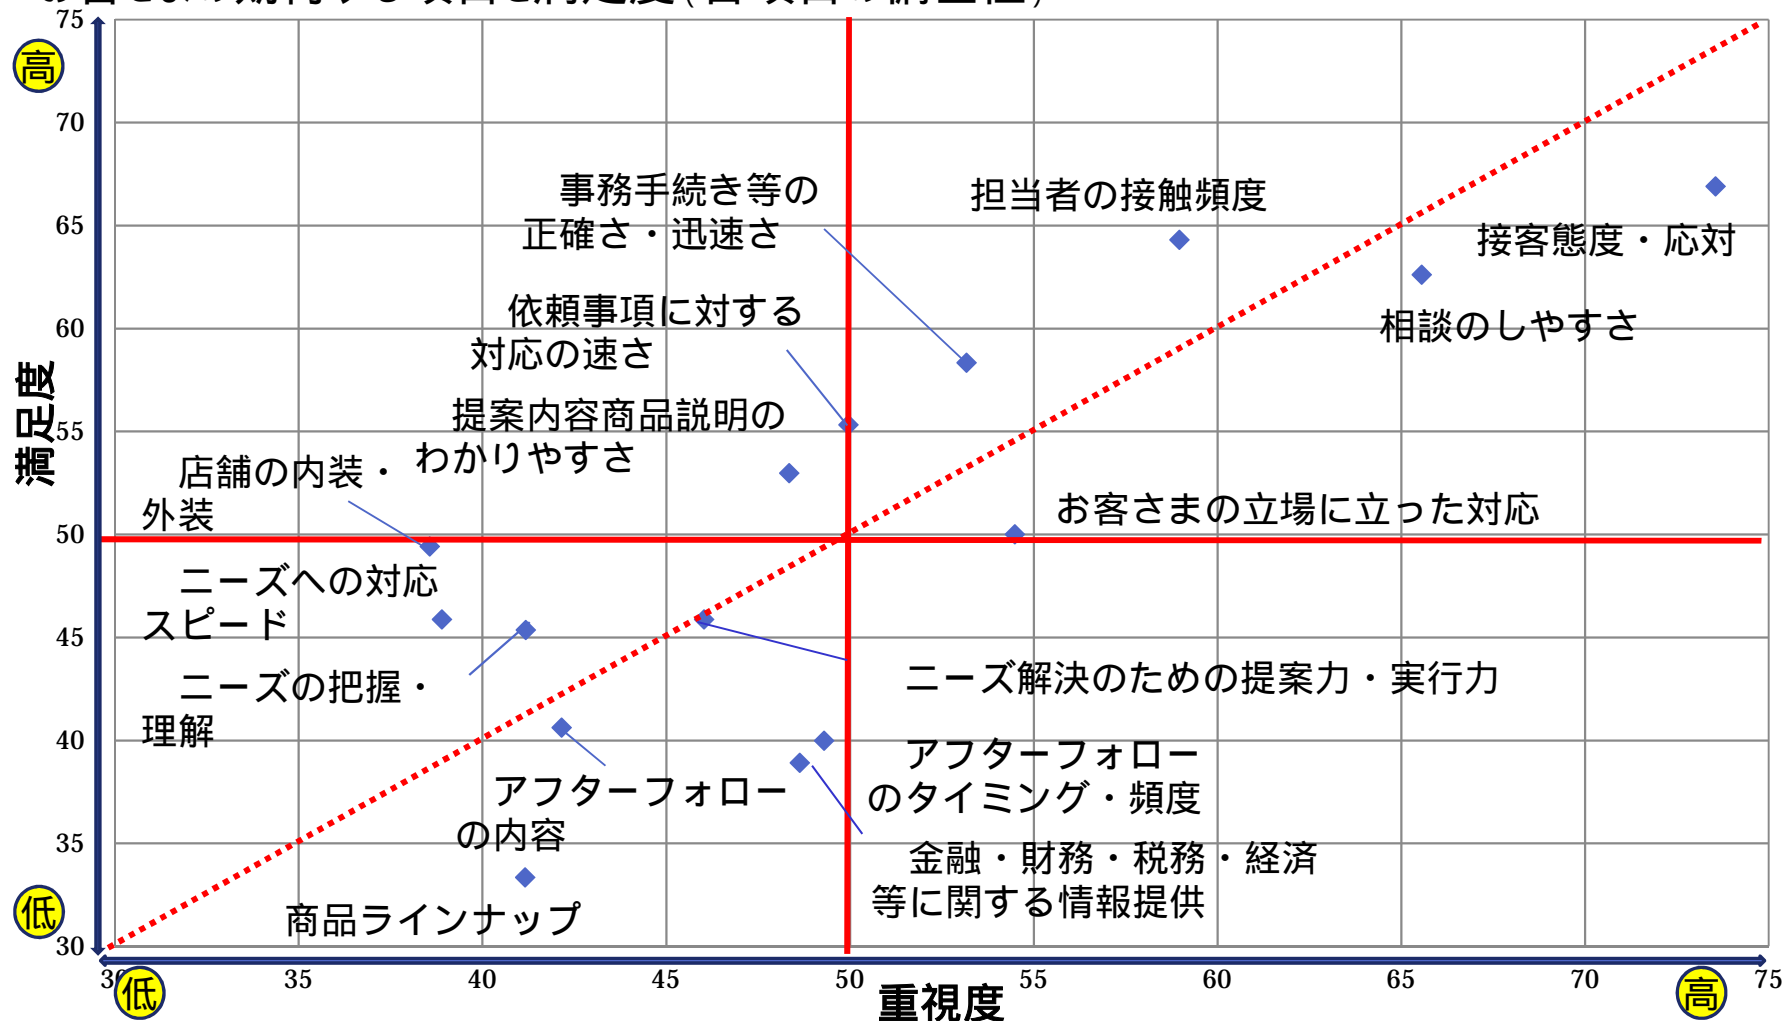 75
高
70
事務手続き等の
正確さ・迅速さ
担当者の接触頻度
65
接客態度・応対
依頼事項に対する
対応の速さ
60
相談のしやすさ
満足度
提案内容商品説明の
わかりやすさ
55
店舗の内装・
外装
お客さまの立場に立った対応
50
ニーズへの対応
スピード
45
ニーズの把握・
理解
ニーズ解決のための提案力・実行力
40
アフターフォロー
のタイミング・頻度
アフターフォロー
の内容
35
金融・財務・税務・経済
等に関する情報提供
商品ラインナップ
低
30
30 35 40 45 50 55 60 65 70 75
低
重視度
高